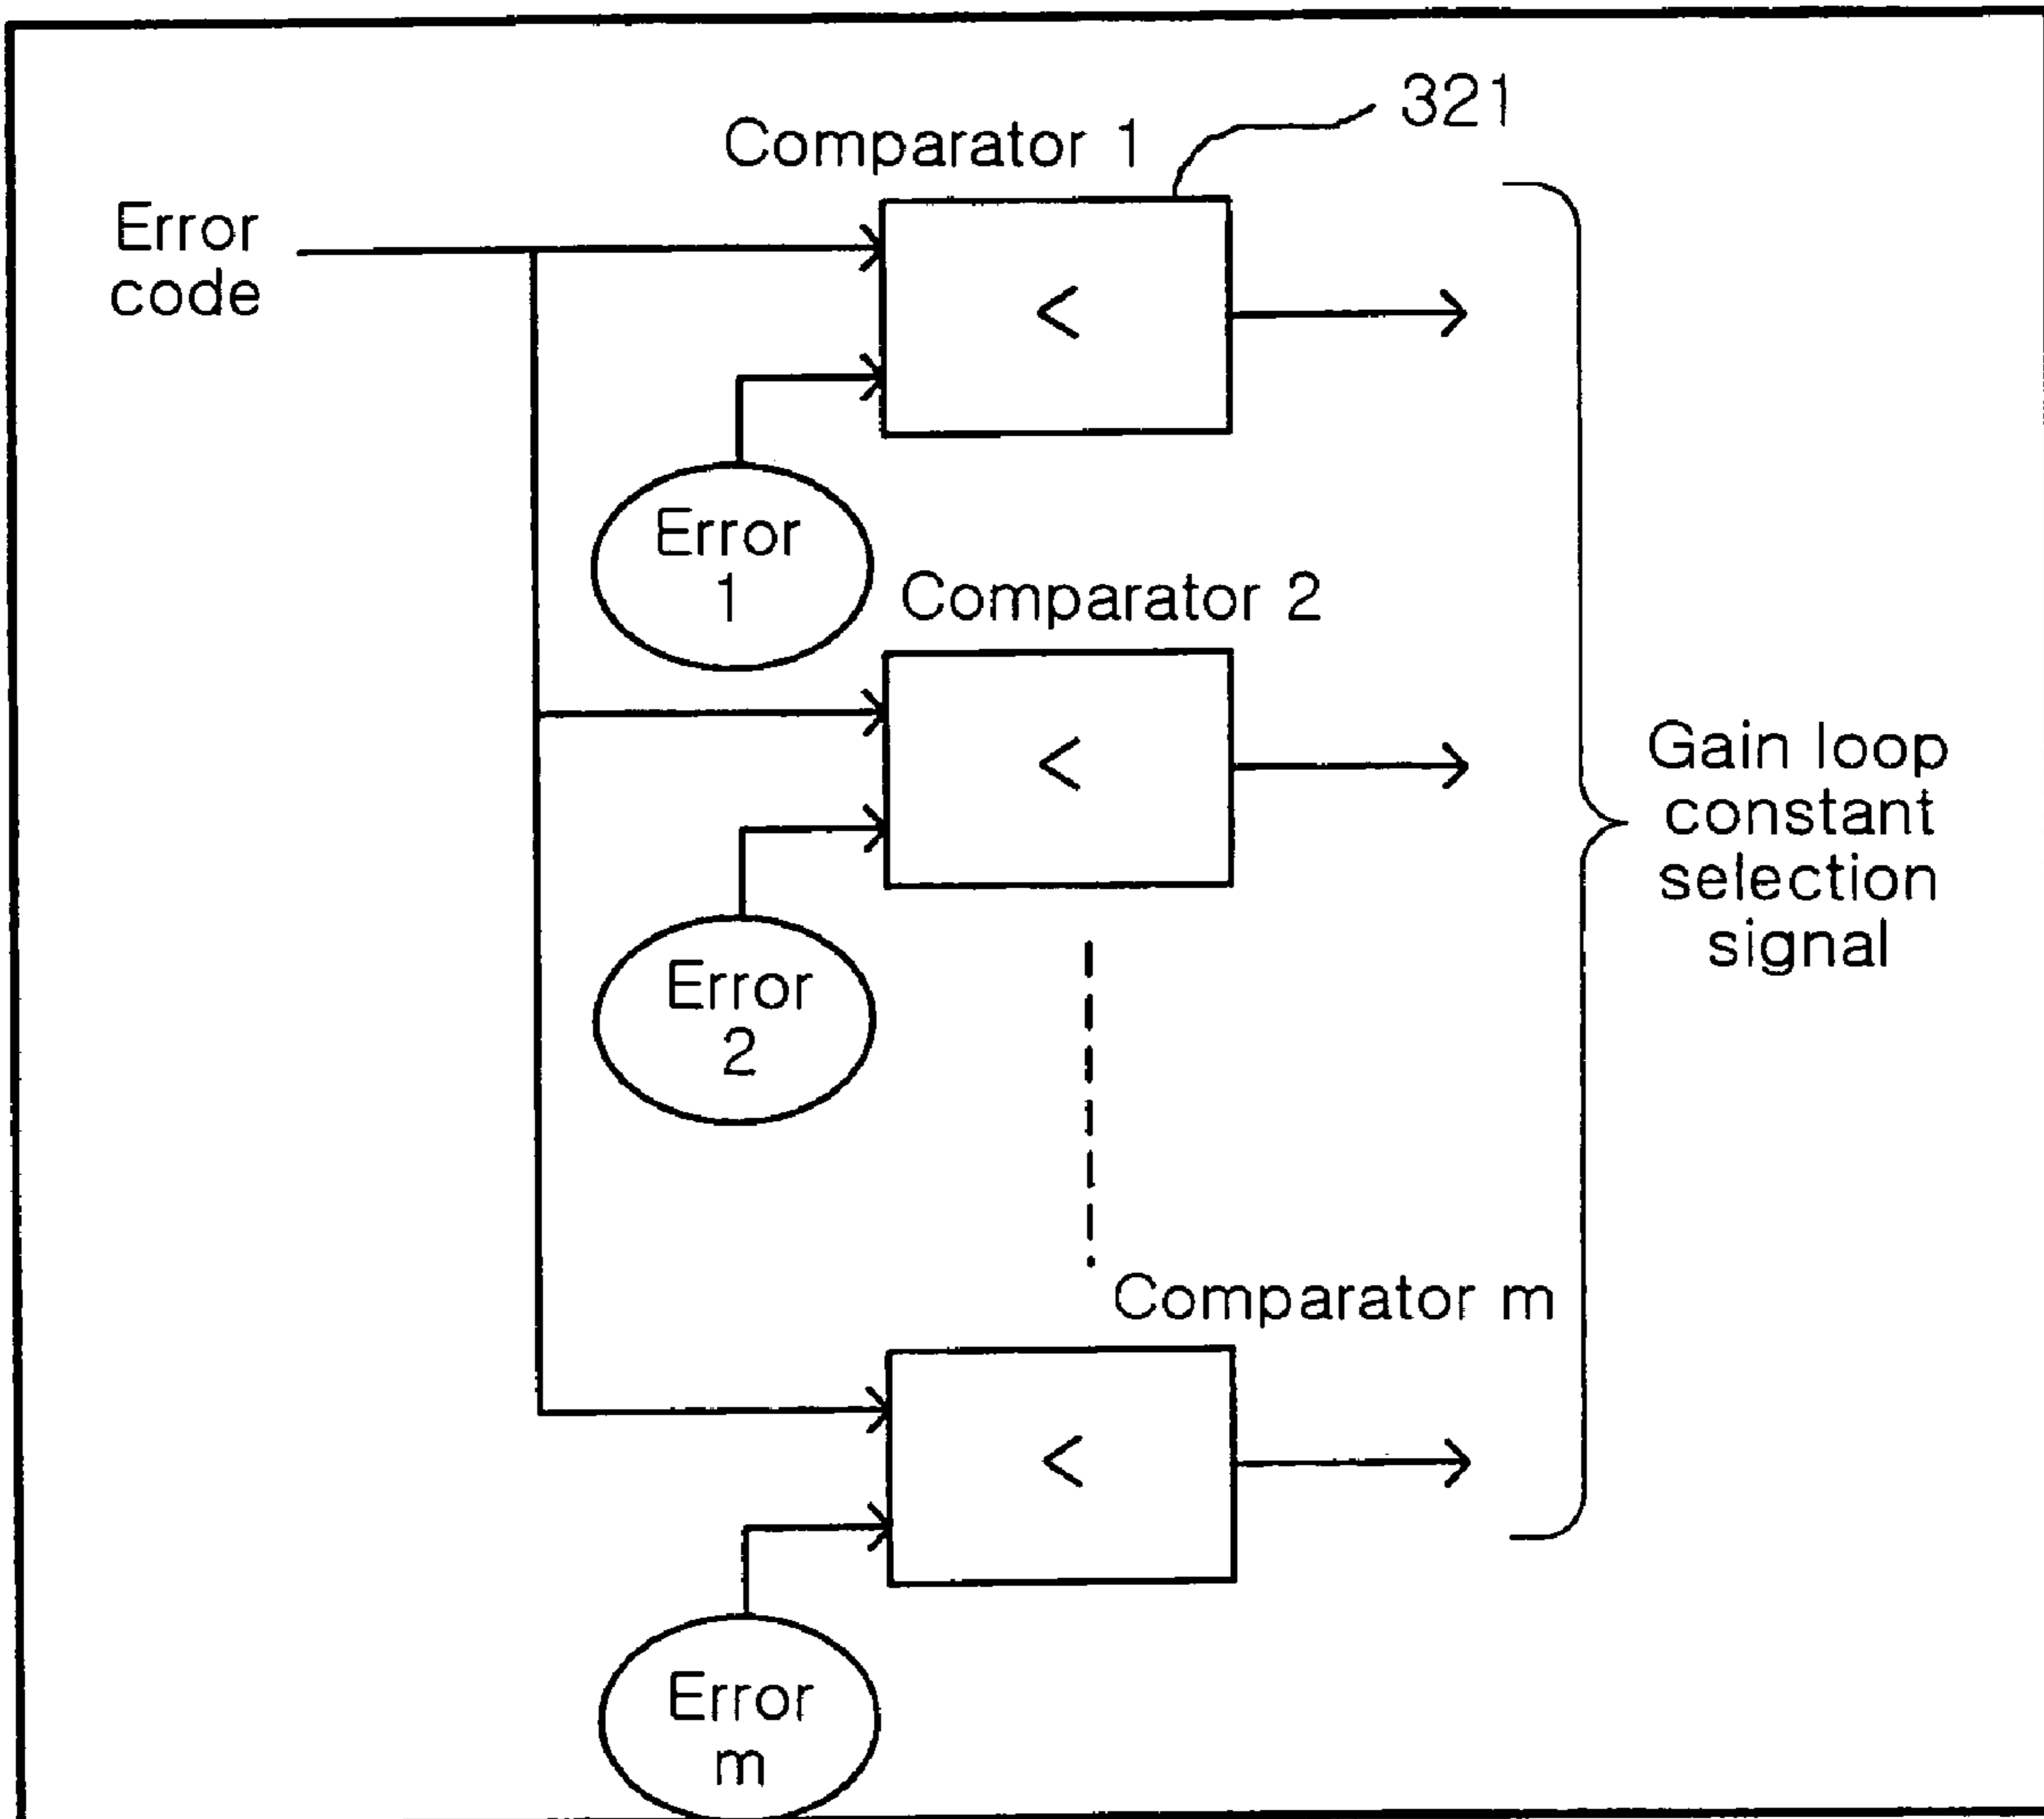 321
Comparator 1
Error
code
<
Error
1
Comparator 2
<
Gain loop
constant
selection
signal
Error
2
Comparator m
<
Error
m